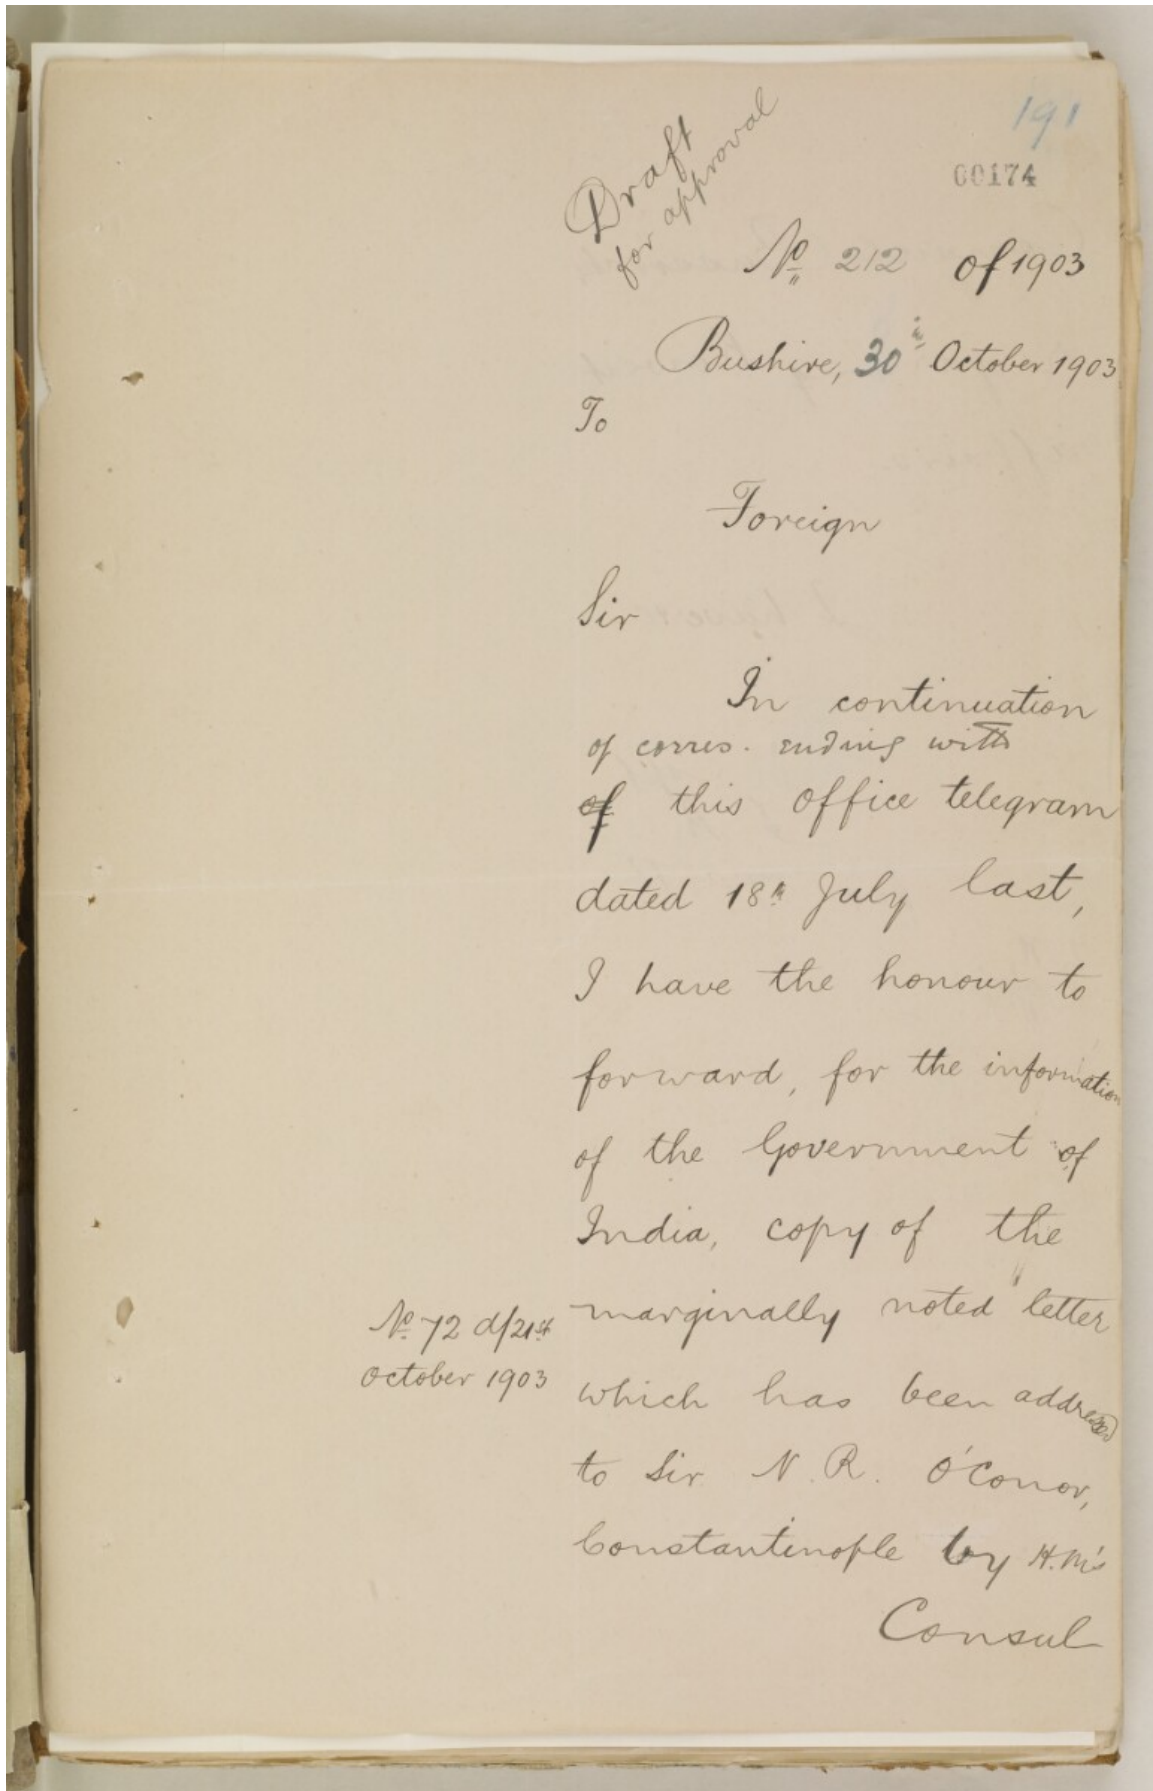 191
00174
Draft
for approval
No 212 of 1903
Bushire, 30th October 1903
To
Foreign
Sir
In continuation
of corres. ending with
of this office telegram
dated 18th July last,
I have the honour to
forward, for the information
of the Government of
India, copy of the
marginally noted letter
No 72 d/21st
October 1903
which has been addressed
to Sir N. R. O'Conor,
Constantinople by H.M's
Consul